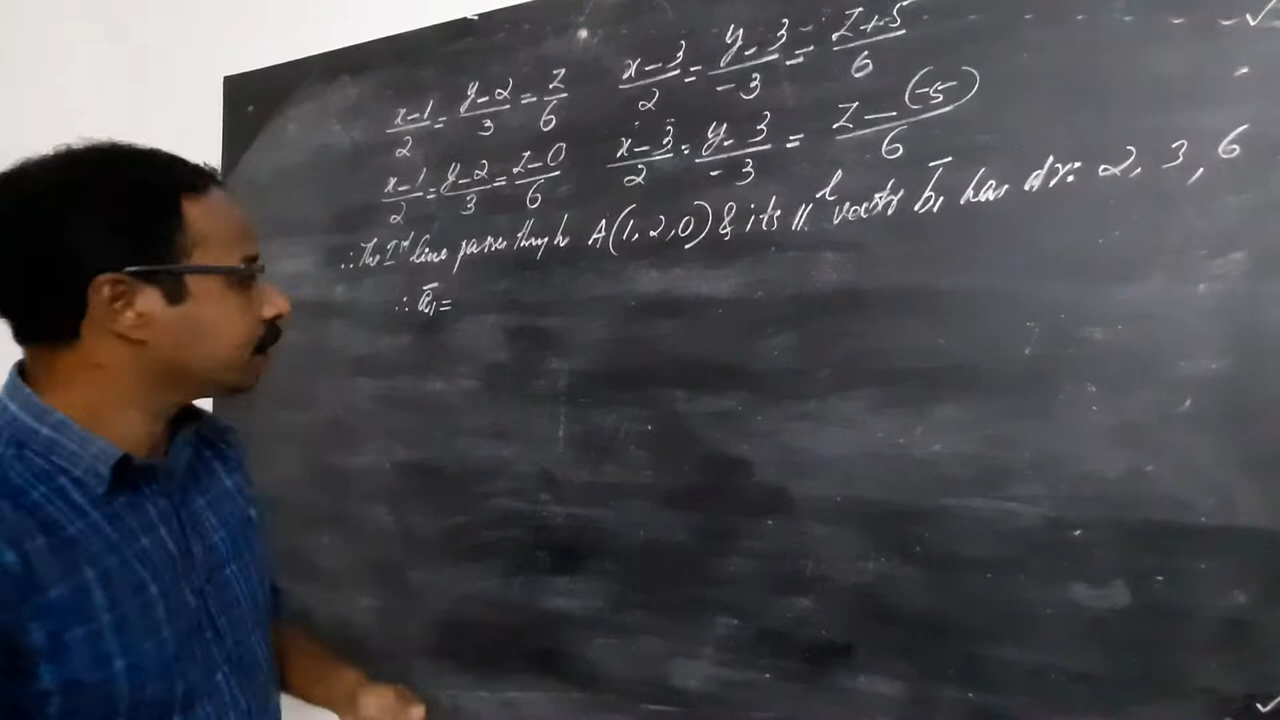 x-1/2 = y-2/3 = z/6 x-3/2 = y-3/-3 = z+5/6
x-1/2 = y-2/3 = z-0/6 x-3/2 = y-3/-3 = z-(-5)/6
∴ The Ist line passes through A(1, 2, 0) & its ||l vector b̄₁ has dr: 2, 3, 6
∴ ā₁ =